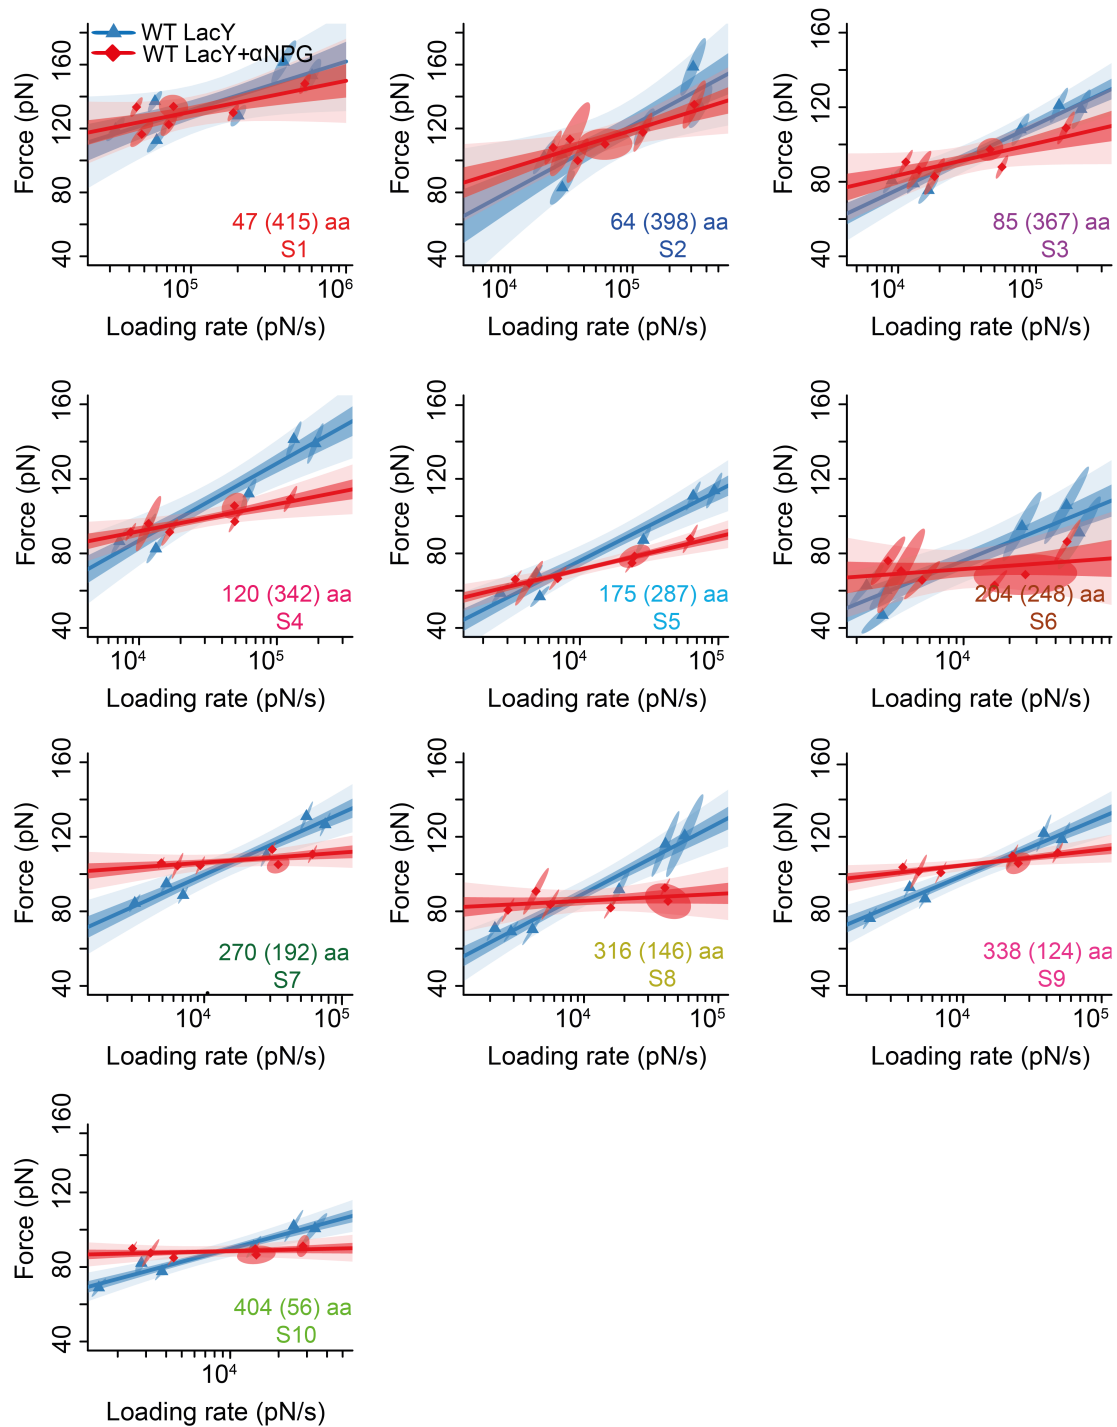 WT LacY
WT LacY+αNPG
Force (pN)
160
120
80
40
47 (415) aa
S1
10⁵ 10⁶
Loading rate (pN/s)
Force (pN)
160
120
80
40
64 (398) aa
S2
10⁴ 10⁵
Loading rate (pN/s)
Force (pN)
160
120
80
40
85 (367) aa
S3
10⁴ 10⁵
Loading rate (pN/s)
Force (pN)
160
120
80
40
120 (342) aa
S4
10⁴ 10⁵
Loading rate (pN/s)
Force (pN)
160
120
80
40
175 (287) aa
S5
10⁴ 10⁵
Loading rate (pN/s)
Force (pN)
160
120
80
40
204 (248) aa
S6
10⁴
Loading rate (pN/s)
Force (pN)
160
120
80
40
270 (192) aa
S7
10⁴ 10⁵
Loading rate (pN/s)
Force (pN)
160
120
80
40
316 (146) aa
S8
10⁴ 10⁵
Loading rate (pN/s)
Force (pN)
160
120
80
40
338 (124) aa
S9
10⁴ 10⁵
Loading rate (pN/s)
Force (pN)
160
120
80
40
404 (56) aa
S10
10⁴
Loading rate (pN/s)